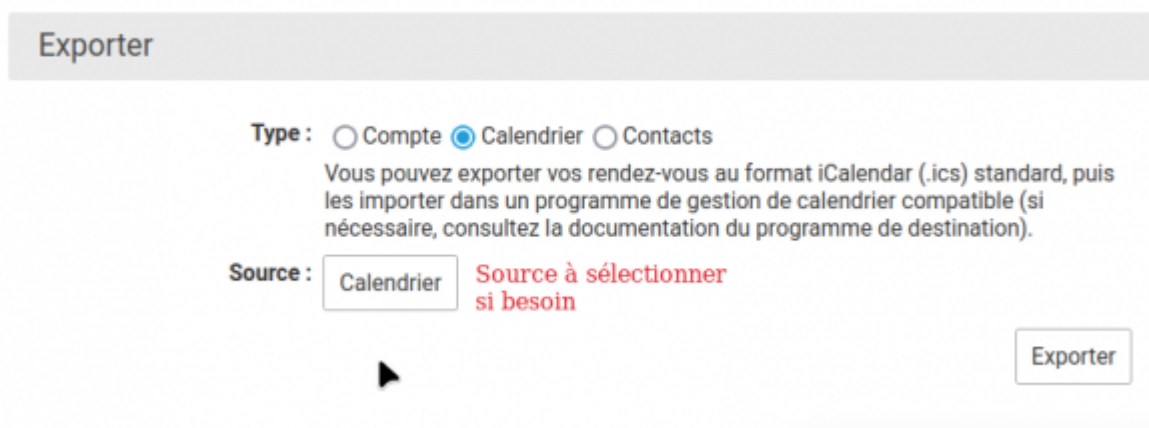 Exporter
Type : Compte Calendrier Contacts
Vous pouvez exporter vos rendez-vous au format iCalendar (.ics) standard, puis
les importer dans un programme de gestion de calendrier compatible (si
nécessaire, consultez la documentation du programme de destination).
Source : Calendrier Source à sélectionner
si besoin
Exporter